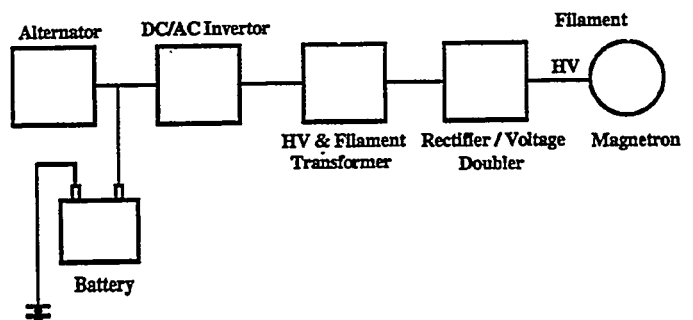 Filament
Alternator
DC/AC Invertor
HV
HV & Filament
Transformer
Rectifier / Voltage
Doubler
Magnetron
Battery